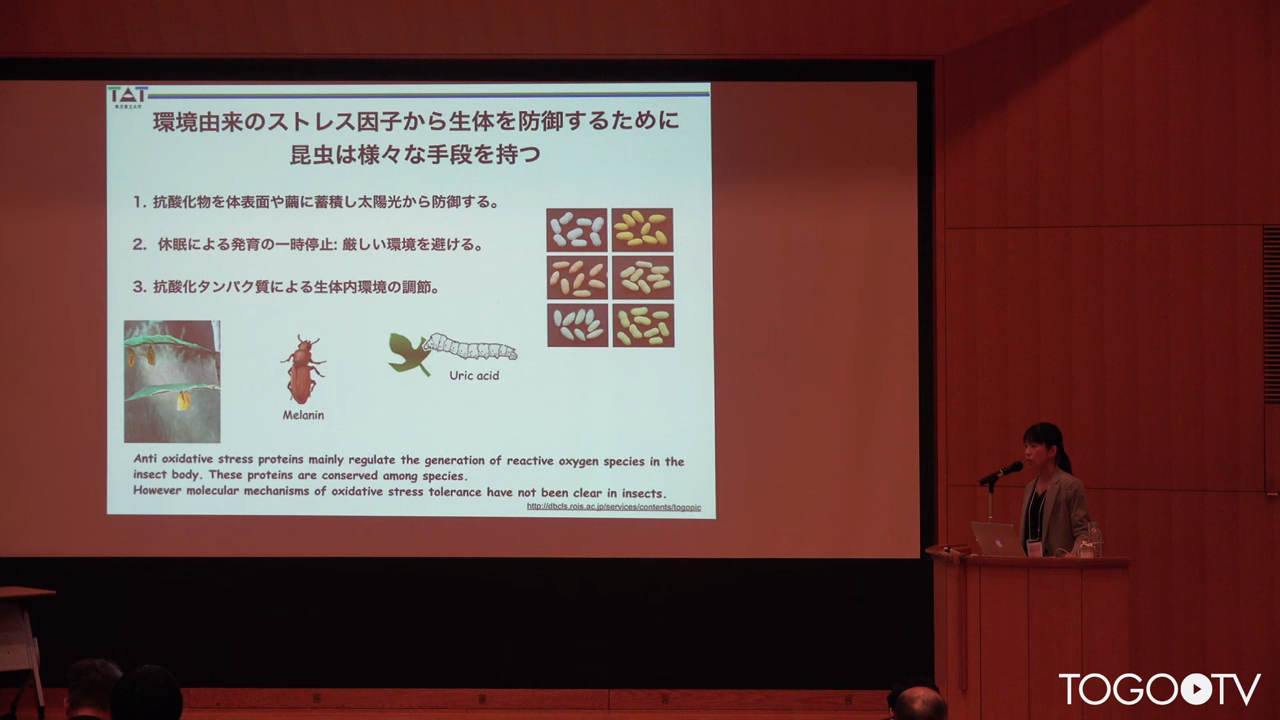 TAT
環境由来のストレス因子から生体を防御するために
昆虫は様々な手段を持つ
1. 抗酸化物を体表面や繭に蓄積し太陽光から防御する。
2. 休眠による発育の一時停止: 厳しい環境を避ける。
3. 抗酸化タンパク質による生体内環境の調節。
Uric acid
Melanin
Anti oxidative stress proteins mainly regulate the generation of reactive oxygen species in the
insect body. These proteins are conserved among species.
However molecular mechanisms of oxidative stress tolerance have not been clear in insects.
http://dbcls.rois.ac.jp/services/contents/togopic
TOGO TV